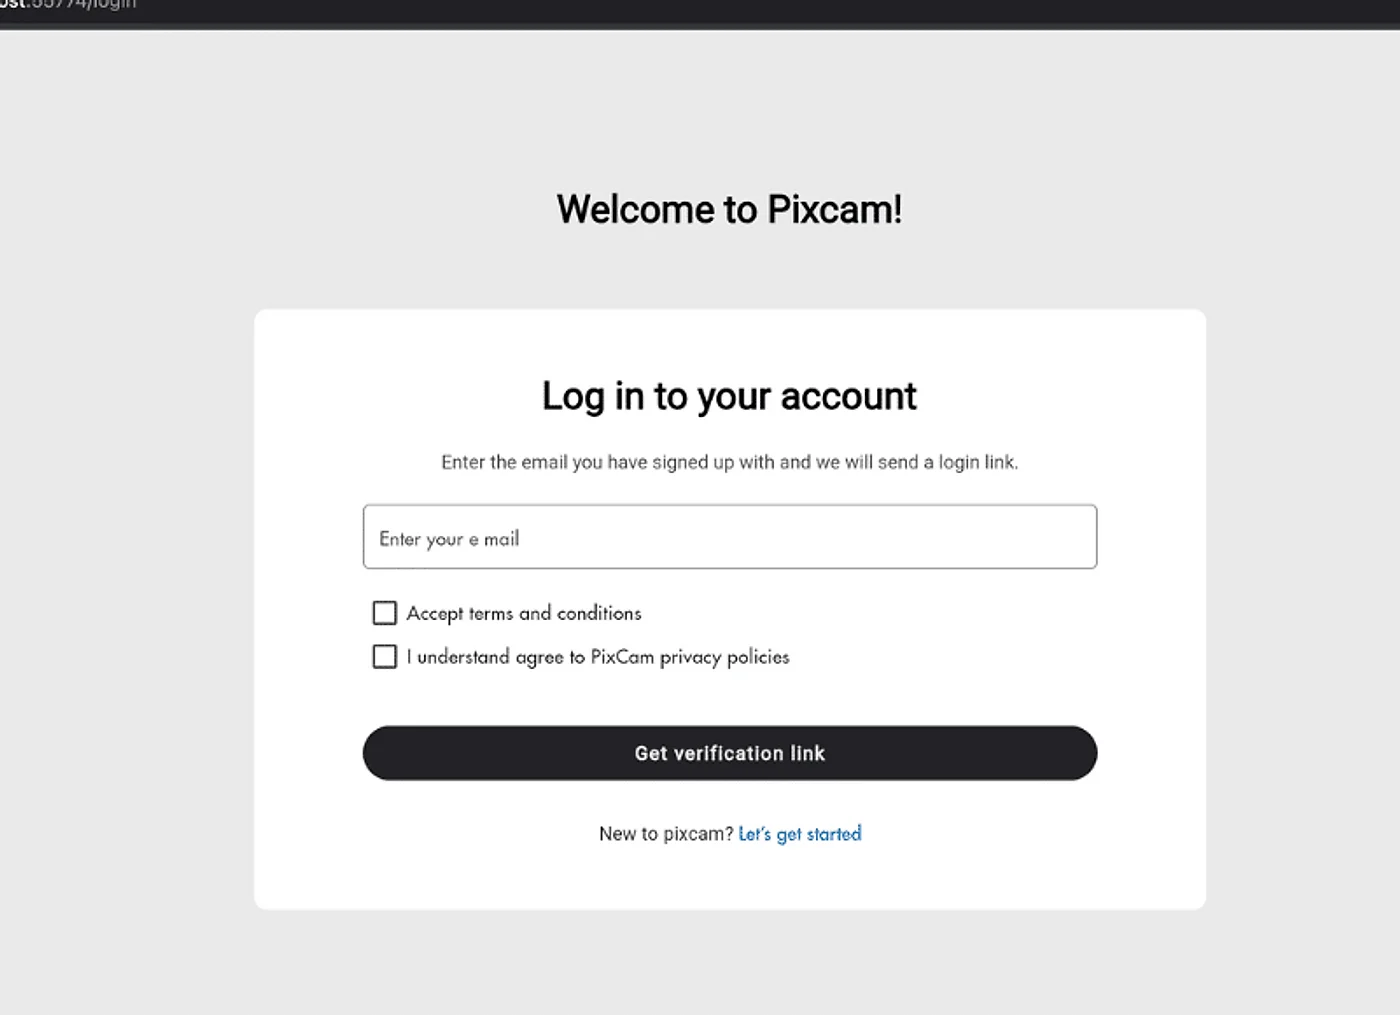 Welcome to Pixcam!
Log in to your account
Enter the email you have signed up with and we will send a login link.
Enter your e mail
Accept terms and conditions
I understand agree to PixCam privacy policies
Get verification link
New to pixcam? Let's get started